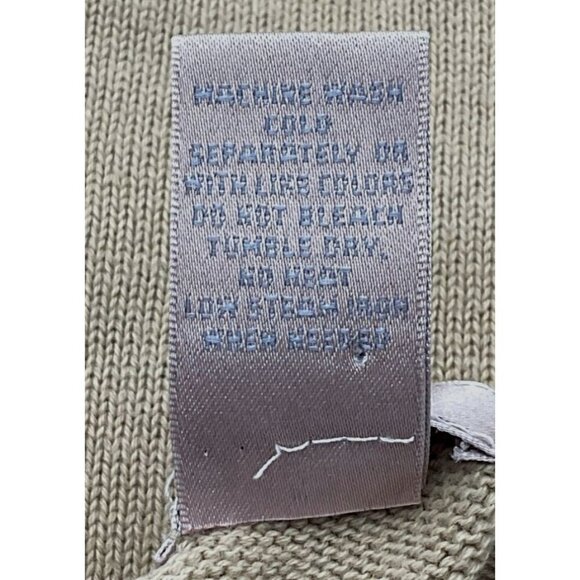 MACHINE WASH
COLD
SEPARATELY OR
WITH LIKE COLORS
DO NOT BLEACH
TUMBLE DRY,
NO HEAT
LOW STEAM IRON
WHEN NEEDED